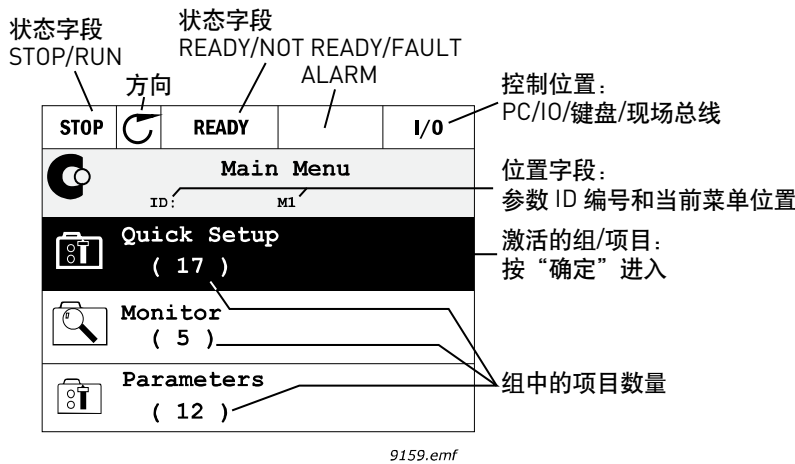 状态字段
STOP/RUN
状态字段
READY/NOT READY/FAULT
方向
ALARM
控制位置：
PC/IO/键盘/现场总线
STOP
READY
I/O
Main Menu
ID:
M1
位置字段：
参数 ID 编号和当前菜单位置
Quick Setup
( 17 )
激活的组/项目：
按“确定”进入
Monitor
( 5 )
Parameters
( 12 )
组中的项目数量
9159.emf